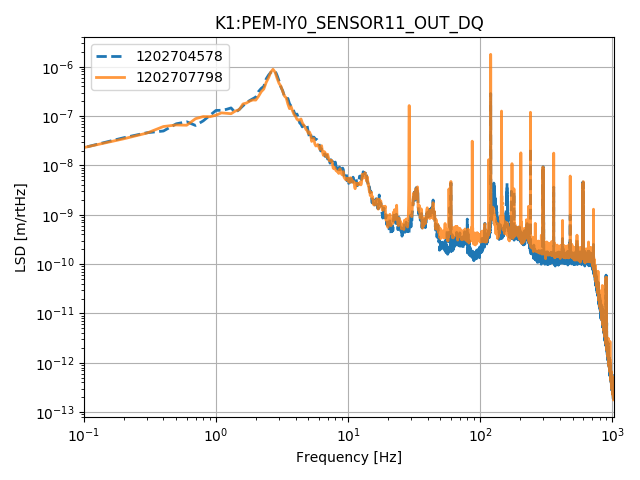 K1:PEM-IY0_SENSOR11_OUT_DQ
1202704578
1202707798
LSD [m/rtHz]
10⁻⁶
10⁻⁷
10⁻⁸
10⁻⁹
10⁻¹⁰
10⁻¹¹
10⁻¹²
10⁻¹³
10⁻¹ 10⁰ 10¹ 10² 10³
Frequency [Hz]